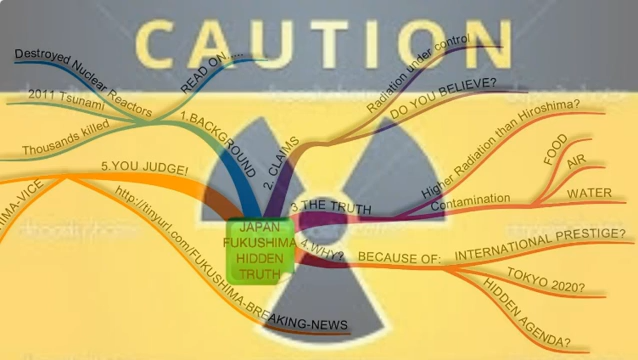 CAUTION
Destroyed Nuclear Reactors
READ ON ....
2011 Tsunami
Thousands killed
1.BACKGROUND
2. CLAIMS
Radiation under control
DO YOU BELIEVE?
3.THE TRUTH
Higher Radiation than Hiroshima?
Contamination
FOOD
AIR
WATER
4.WHY?
BECAUSE OF:
INTERNATIONAL PRESTIGE?
TOKYO 2020?
HIDDEN AGENDA?
5.YOU JUDGE!
IMA-VICE
http://tinyurl.com/FUKUSHIMA-BREAKING-NEWS
JAPAN
FUKUSHIMA
HIDDEN
TRUTH